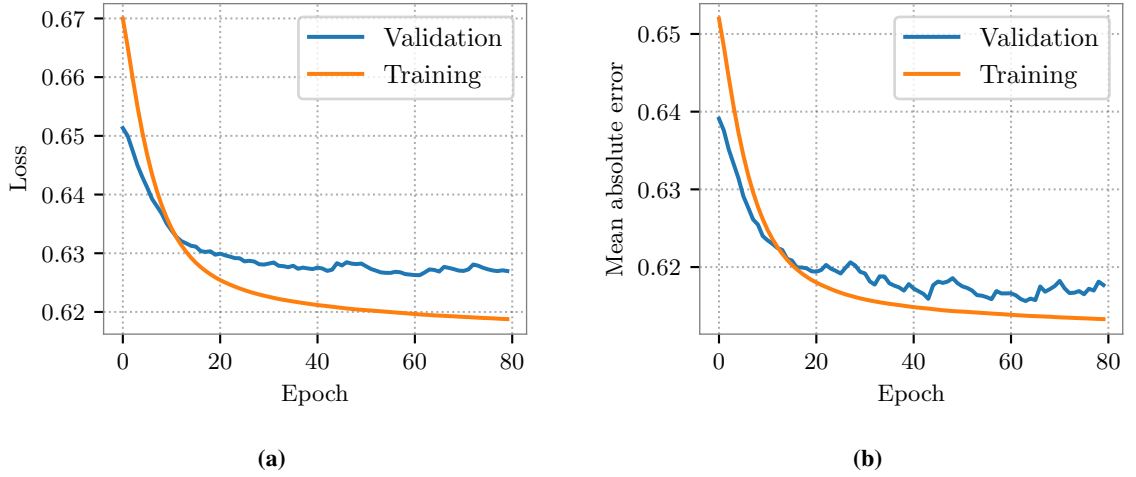 0.67
0.66
0.65
0.64
0.63
0.62
Loss
Validation
Training
0 20 40 60 80
Epoch
(a)
0.65
0.64
0.63
0.62
Mean absolute error
Validation
Training
0 20 40 60 80
Epoch
(b)